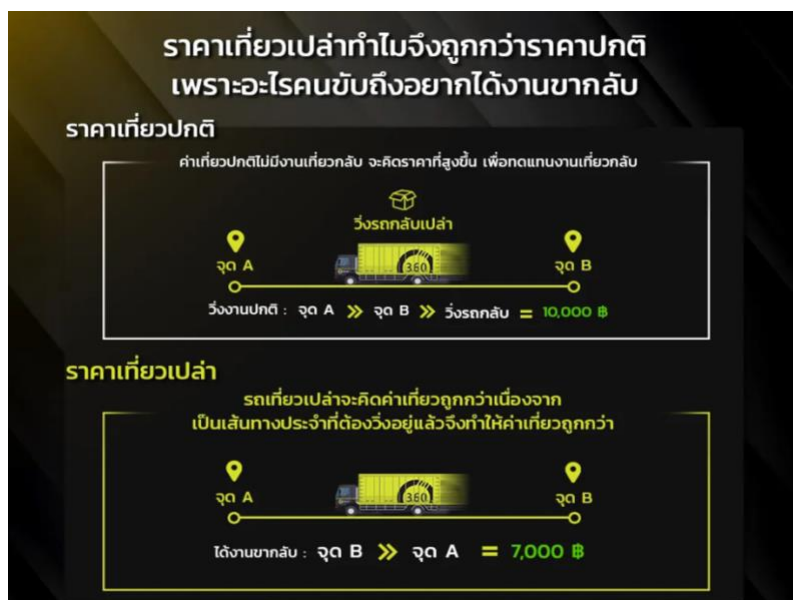 ราคาเที่ยวเปล่าทำไมจึงถูกกว่าราคาปกติ
เพราะอะไรคนขับถึงอยากได้งานขากลับ
ราคาเที่ยวปกติ
ค่าเที่ยวปกติไม่มีงานเที่ยวกลับ จะคิดราคาที่สูงขึ้น เพื่อทดแทนงานเที่ยวกลับ
วิ่งรถกลับเปล่า
จุด A
360
จุด B
วิ่งงานปกติ : จุด A >> จุด B >> วิ่งรถกลับ = 10,000 ฿
ราคาเที่ยวเปล่า
รถเที่ยวเปล่าจะคิดค่าเที่ยวถูกกว่าเนื่องจาก
เป็นเส้นทางประจำที่ต้องวิ่งอยู่แล้วจึงทำให้ค่าเที่ยวถูกกว่า
จุด A
360
จุด B
ได้งานขากลับ : จุด B >> จุด A = 7,000 ฿